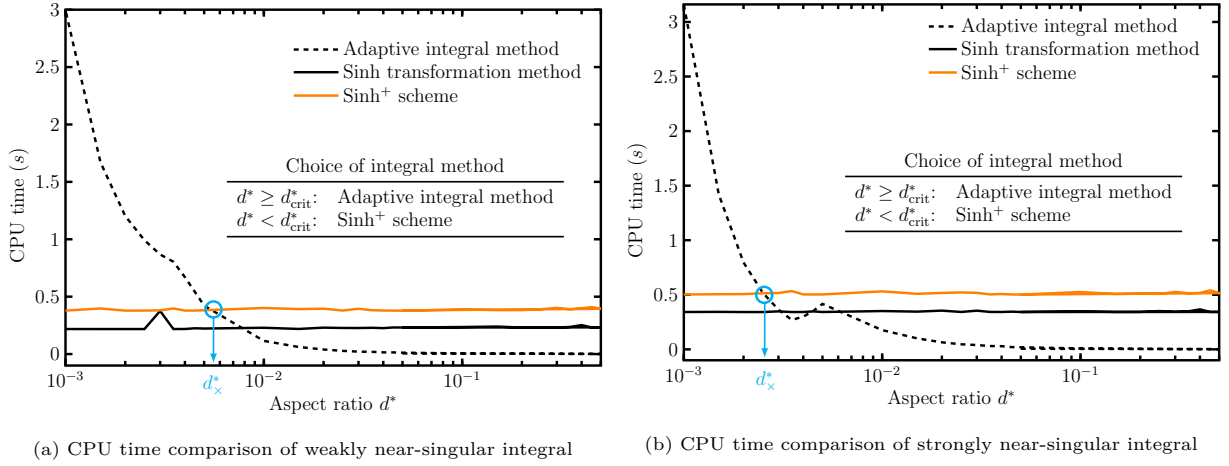 3
2.5
2
1.5
1
0.5
0
CPU time (s)
Adaptive integral method
Sinh transformation method
Sinh⁺ scheme
Choice of integral method
d* ≥ d*crit: Adaptive integral method
d* < d*crit: Sinh⁺ scheme
10⁻³
d*×
10⁻²
10⁻¹
Aspect ratio d*
(a) CPU time comparison of weakly near-singular integral
3
2.5
2
1.5
1
0.5
0
CPU time (s)
Adaptive integral method
Sinh transformation method
Sinh⁺ scheme
Choice of integral method
d* ≥ d*crit: Adaptive integral method
d* < d*crit: Sinh⁺ scheme
10⁻³
d*×
10⁻²
10⁻¹
Aspect ratio d*
(b) CPU time comparison of strongly near-singular integral